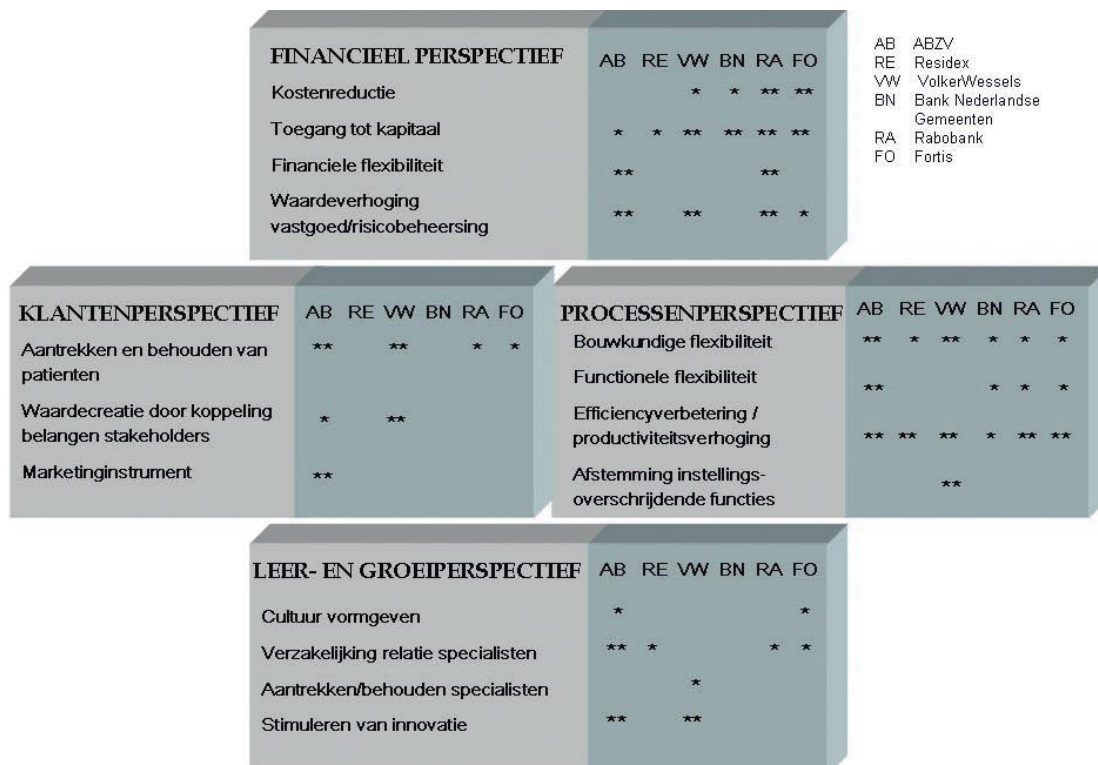 FINANCIEEL PERSPECTIEF AB RE VW BN RA FO
Kostenreductie * * ** **
Toegang tot kapitaal * * ** ** ** **
Financiele flexibiliteit ** **
Waardeverhoging
vastgoed/risicobeheersing ** ** ** *
AB ABZV
RE Residex
VW VolkerWessels
BN Bank Nederlandse
Gemeenten
RA Rabobank
FO Fortis
KLANTENPERSPECTIEF AB RE VW BN RA FO
Aantrekken en behouden van ** ** * *
patienten
Waardecreatie door koppeling
belangen stakeholders * **
Marketinginstrument **
PROCESSENPERSPECTIEF AB RE VW BN RA FO
Bouwkundige flexibiliteit ** * ** * * *
Functionele flexibiliteit ** * * *
Efficiencyverbetering /
productiviteitsverhoging ** ** ** * ** **
Afstemming instellings-
overschrijdende functies **
LEER- EN GROEIPERSPECTIEF AB RE VW BN RA FO
Cultuur vormgeven * *
Verzakelijking relatie specialisten ** * * *
Aantrekken/behouden specialisten *
Stimuleren van innovatie ** **